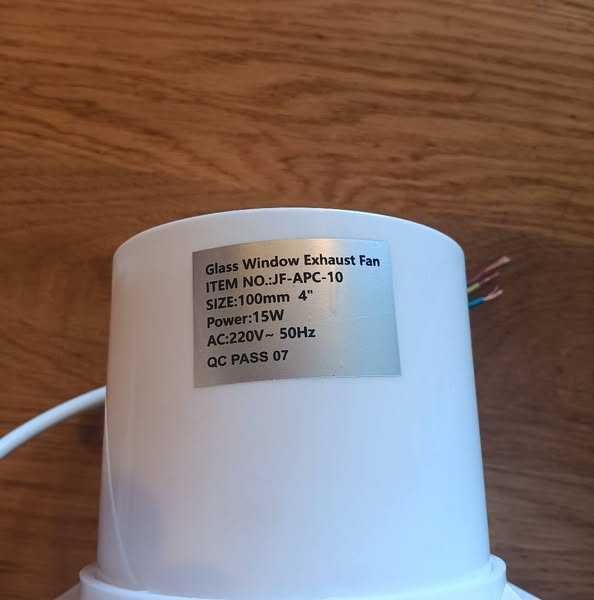 Glass Window Exhaust Fan
ITEM NO.:JF-APC-10
SIZE:100mm 4"
Power:15W
AC:220V~ 50Hz
QC PASS 07